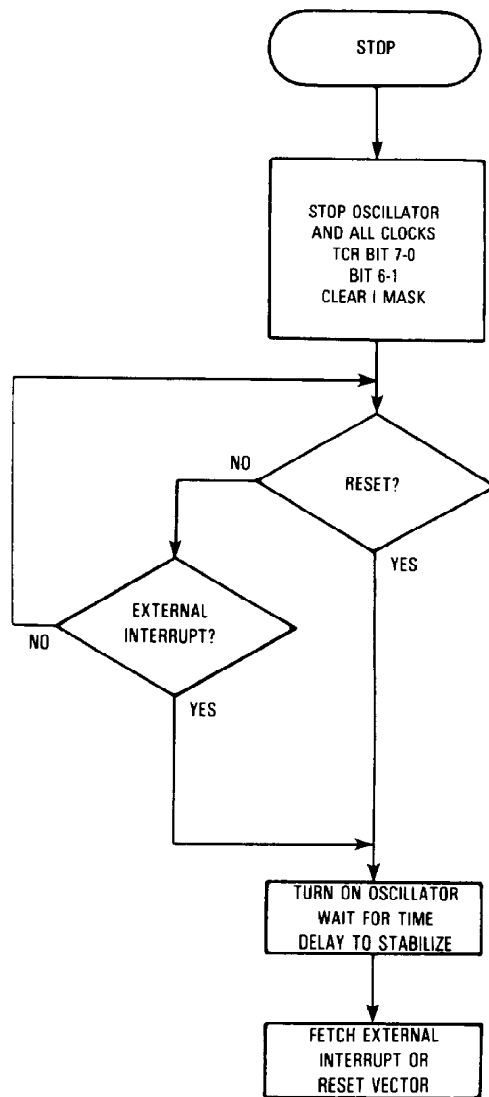 STOP
STOP OSCILLATOR
AND ALL CLOCKS
TCR BIT 7-0
BIT 6-1
CLEAR I MASK
NO
RESET?
YES
EXTERNAL
INTERRUPT?
NO
YES
TURN ON OSCILLATOR
WAIT FOR TIME
DELAY TO STABILIZE
FETCH EXTERNAL
INTERRUPT OR
RESET VECTOR